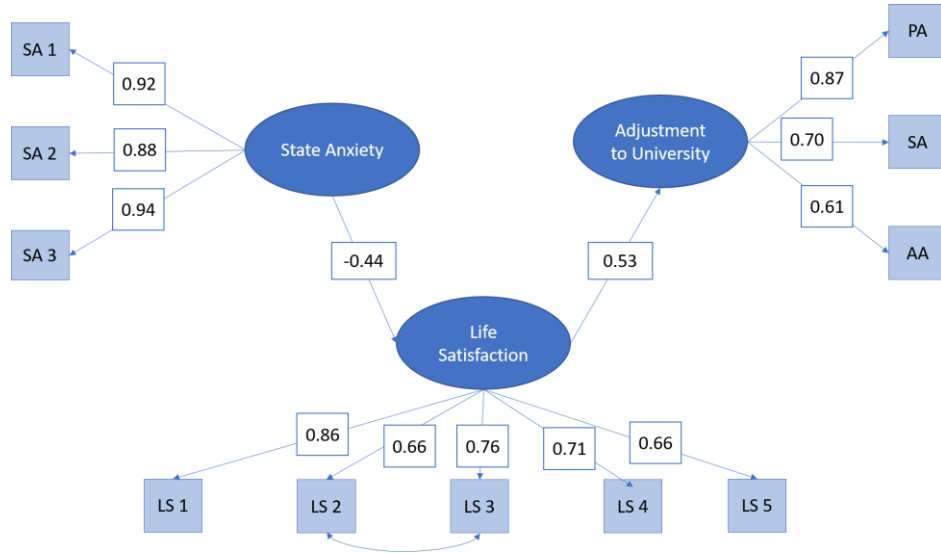 SA 1
PA
0.92
0.87
State Anxiety
Adjustment
to University
SA 2
0.88
0.70
SA
0.94
0.61
SA 3
AA
-0.44
0.53
Life
Satisfaction
0.86
0.66
0.76
0.71
0.66
LS 1
LS 2
LS 3
LS 4
LS 5